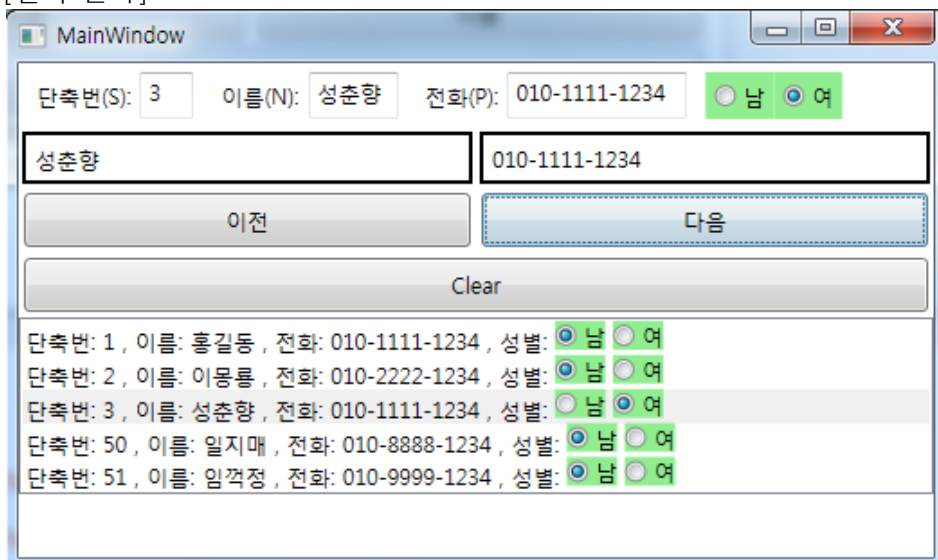 MainWindow
단축번(S): 3 이름(N): 성춘향 전화(P): 010-1111-1234 남 여
성춘향 010-1111-1234
이전 다음
Clear
단축번: 1 , 이름: 홍길동 , 전화: 010-1111-1234 , 성별: 남 여
단축번: 2 , 이름: 이몽룡 , 전화: 010-2222-1234 , 성별: 남 여
단축번: 3 , 이름: 성춘향 , 전화: 010-1111-1234 , 성별: 남 여
단축번: 50 , 이름: 일지매 , 전화: 010-8888-1234 , 성별: 남 여
단축번: 51 , 이름: 임꺽정 , 전화: 010-9999-1234 , 성별: 남 여